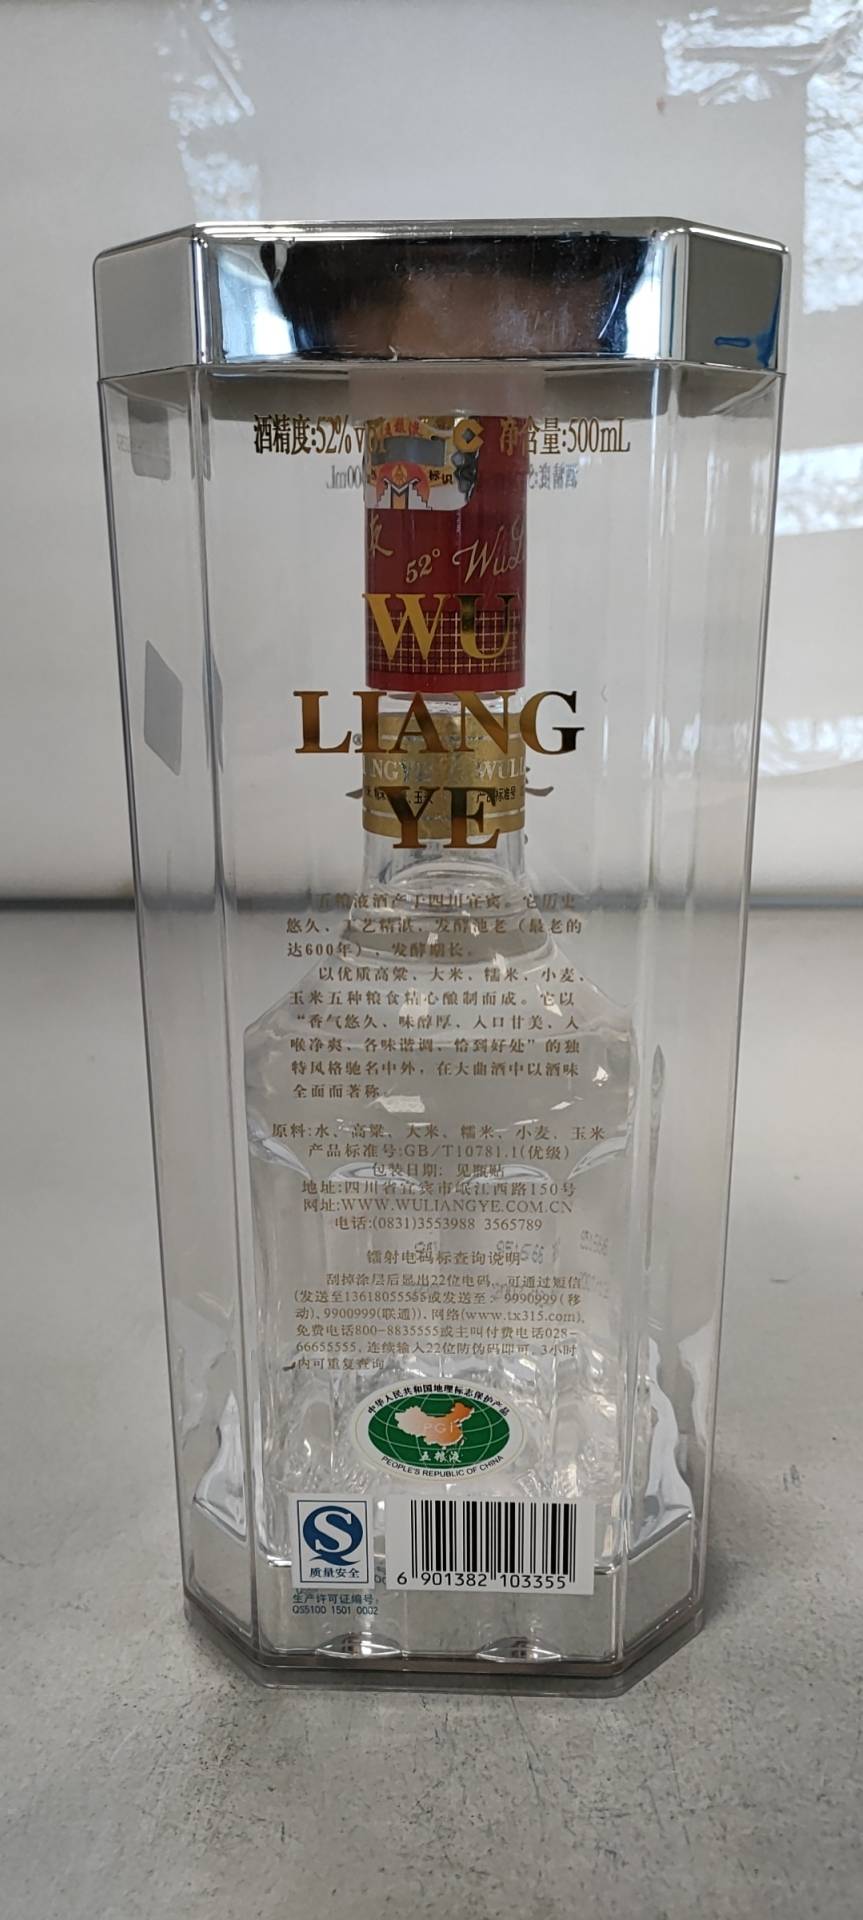 酒精度:52%vol
净含量:500mL
五粮液
标识
52° WuL
WU
LIANG
YE
五粮液酒产于四川宜宾。它历史
悠久、工艺精湛，发酵池老（最老的
达600年），发酵期长。
以优质高粱、大米、糯米、小麦、
玉米五种粮食精心酿制而成。它以
“香气悠久、味醇厚、入口甘美、入
喉净爽、各味谐调、恰到好处”的独
特风格驰名中外，在大曲酒中以酒味
全面而著称。
原料:水、高粱、大米、糯米、小麦、玉米
产品标准号:GB/T10781.1(优级)
包装日期: 见瓶贴
地址:四川省宜宾市岷江西路150号
网址:WWW.WULIANGYE.COM.CN
电话:(0831)3553988 3565789
镭射电码标查询说明
刮掉涂层后显出22位电码，可通过短信
(发送至13618055555或发送至: 9990999(移
动)、9900999(联通))、网络(www.tx315.com)、
免费电话800-8835555或主叫付费电话028-
66655555，连续输入22位防伪码即可，3小时
内可重复查询
中华人民共和国地理标志保护产品
PGI
五粮液
PEOPLE'S REPUBLIC OF CHINA
质量安全
生产许可证编号:
QS5100 1501 0002
6 901382 103355